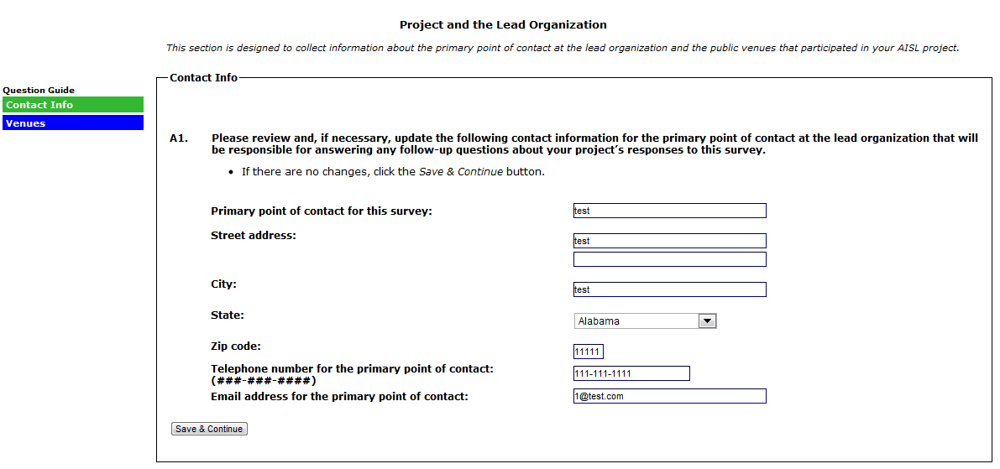 Project and the Lead Organization
This section is designed to collect information about the primary point of contact at the lead organization and the public venues that participated in your AISL project.
Question Guide
Contact Info
Venues
Contact Info
A1. Please review and, if necessary, update the following contact information for the primary point of contact at the lead organization that will
be responsible for answering any follow-up questions about your project’s responses to this survey.
• If there are no changes, click the Save & Continue button.
Primary point of contact for this survey: test
Street address: test
City: test
State: Alabama
Zip code: 11111
Telephone number for the primary point of contact: 111-111-1111
(###-###-####)
Email address for the primary point of contact: 1@test.com
Save & Continue